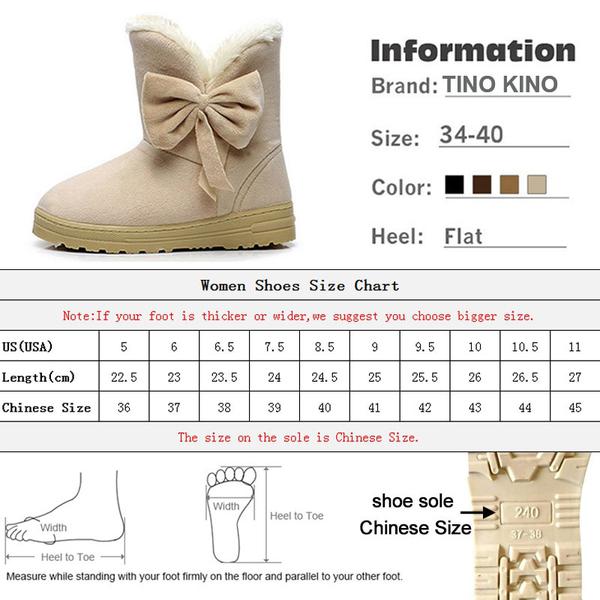 Information
Brand: TINO KINO
Size: 34-40
Color:
Heel: Flat
Women Shoes Size Chart
Note:If your foot is thicker or wider,we suggest you choose bigger size.
US(USA) 5 6 6.5 7.5 8.5 9 9.5 10 10.5 11
Length(cm) 22.5 23 23.5 24 24.5 25 25.5 26 26.5 27
Chinese Size 36 37 38 39 40 41 42 43 44 45
The size on the sole is Chinese Size.
Width
Heel to Toe
Width
Heel to Toe
Measure while standing with your foot firmly on the floor and parallel to your other foot.
shoe sole
Chinese Size
240
37-38